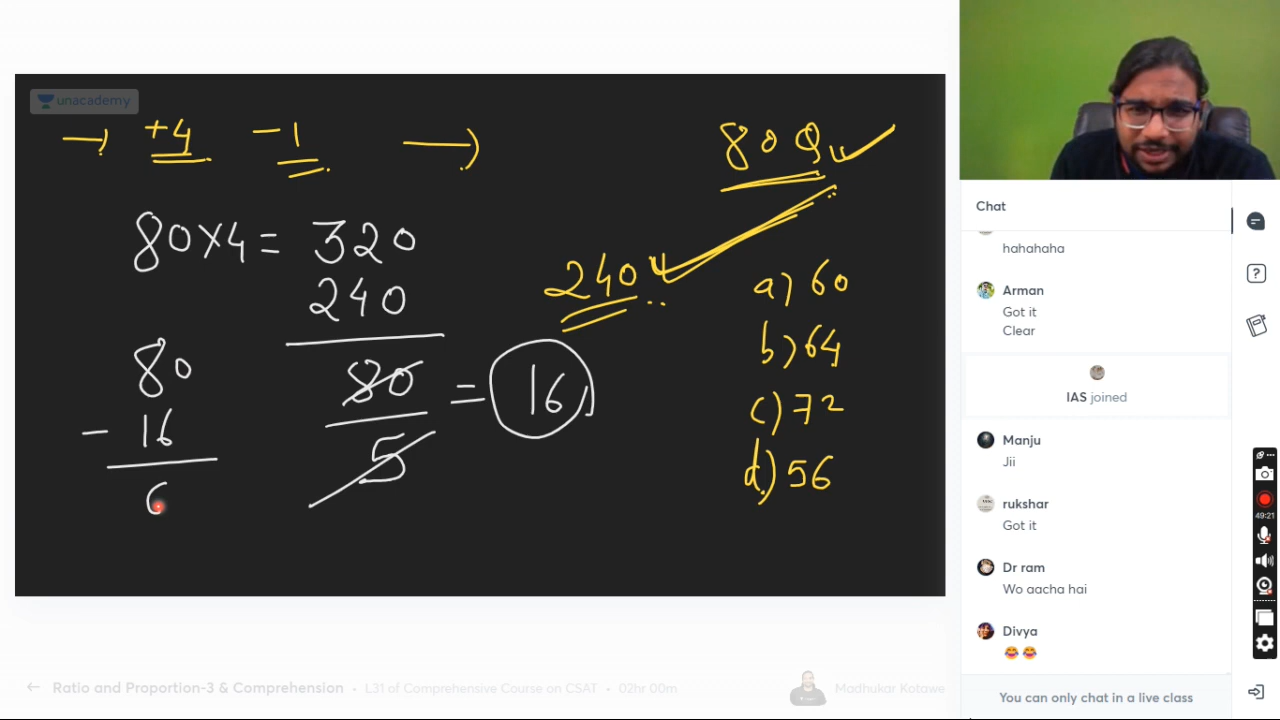 unacademy
→ +4 -1 →
80 Q
80×4 = 320
240
240
80
80 = 16
- 16
5
6
a) 60
b) 64
c) 72
d) 56
Chat
hahahaha
Arman
Got it
Clear
IAS joined
Manju
Jii
rukshar
Got it
Dr ram
Wo aacha hai
Divya
😂 😂
You can only chat in a live class
49:21
← Ratio and Proportion-3 & Comprehension • L31 of Comprehensive Course on CSAT • 02hr 00m
Madhukar Kotawe